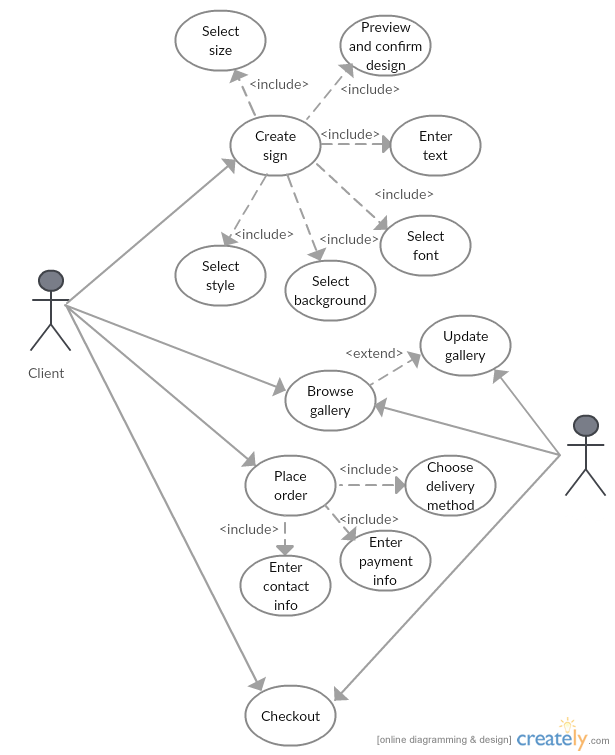 Select
size
Preview
and confirm
design
<include>
<include>
Create
sign
<include>
Enter
text
<include>
<include>
<include>
Select
font
Select
style
Select
background
Client
Update
gallery
<extend>
Browse
gallery
Place
order
<include>
Choose
delivery
method
<include>
<include>
Enter
payment
info
Enter
contact
info
Checkout
[online diagramming & design] creately.com